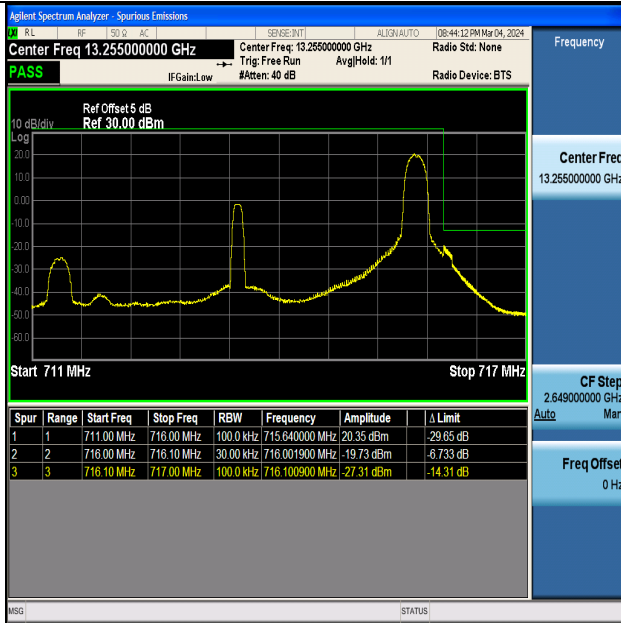 Agilent Spectrum Analyzer - Spurious Emissions
RL RF 50 Ω AC SENSE:INT ALIGN AUTO 08:44:12 PM Mar 04, 2024
Center Freq 13.255000000 GHz Center Freq: 13.255000000 GHz Radio Std: None
Trig: Free Run Avg|Hold: 1/1
PASS IFGain:Low #Atten: 40 dB Radio Device: BTS
Ref Offset 5 dB
10 dB/div Ref 30.00 dBm
Log
20.0
10.0
0.00
-10.0
-20.0
-30.0
-40.0
-50.0
-60.0
Start 711 MHz Stop 717 MHz
Spur Range Start Freq Stop Freq RBW Frequency Amplitude Δ Limit
1 1 711.00 MHz 716.00 MHz 100.0 kHz 715.640000 MHz 20.35 dBm -29.65 dB
2 2 716.00 MHz 716.10 MHz 30.00 kHz 716.001900 MHz -19.73 dBm -6.733 dB
3 3 716.10 MHz 717.00 MHz 100.0 kHz 716.100900 MHz -27.31 dBm -14.31 dB
MSG STATUS
Frequency
Center Freq
13.255000000 GHz
CF Step
2.649000000 GHz
Auto Man
Freq Offset
0 Hz